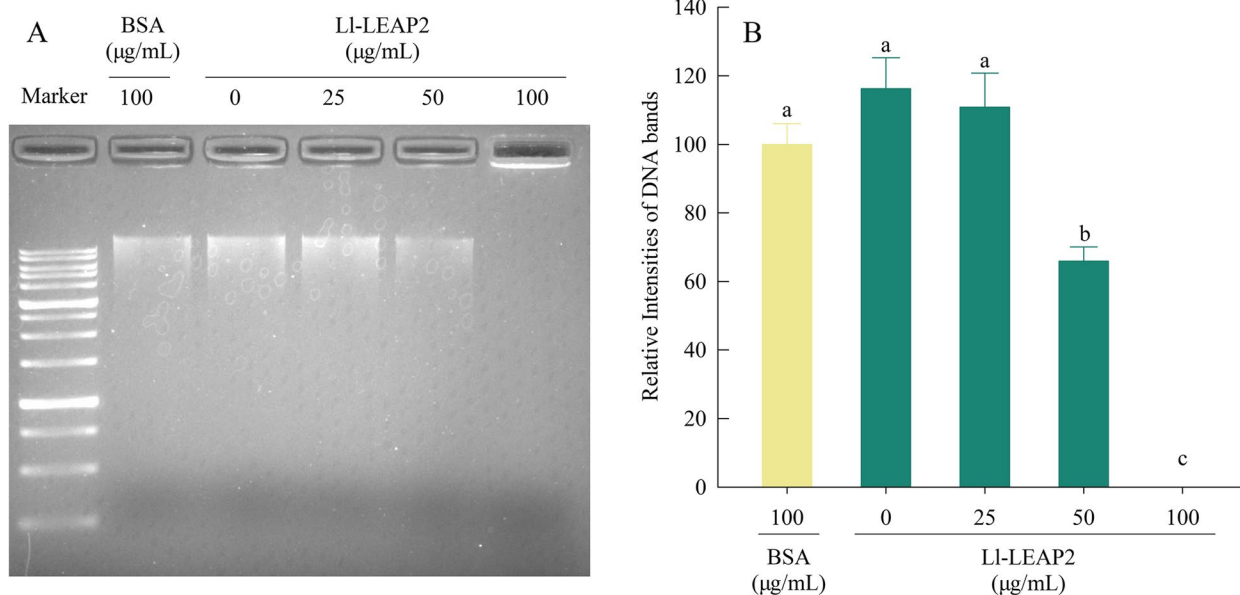 A
BSA
(μg/mL)
Ll-LEAP2
(μg/mL)
Marker 100 0 25 50 100
B
Relative Intensities of DNA bands
140
120
100
80
60
40
20
0
a
a
a
b
c
100 0 25 50 100
BSA
(μg/mL)
Ll-LEAP2
(μg/mL)